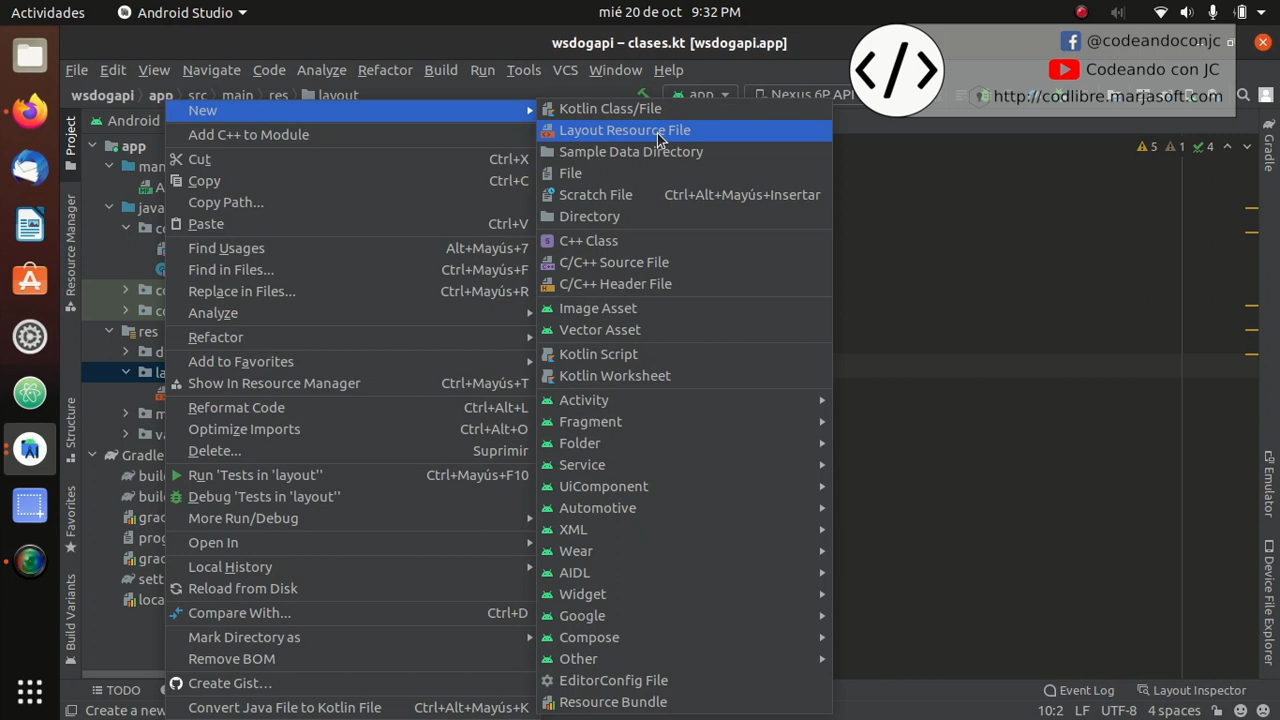 Actividades
Android Studio
mié 20 de oct 9:32 PM
wsdogapi – clases.kt [wsdogapi.app]
@codeandoconjc
Codeando con JC
http://codlibre.marjasoft.com
File Edit View Navigate Code Analyze Refactor Build Run Tools VCS Window Help
wsdogapi app src main res layout
app
Nexus 6P API
Project
Resource Manager
Structure
Favorites
Build Variants
Android
app
java
res
Gradle
5 1 4
New
Add C++ to Module
Cut Ctrl+X
Copy Ctrl+C
Copy Path...
Paste Ctrl+V
Find Usages Alt+Mayús+7
Find in Files... Ctrl+Mayús+F
Replace in Files... Ctrl+Mayús+R
Analyze
Refactor
Add to Favorites
Show In Resource Manager Ctrl+Mayús+T
Reformat Code Ctrl+Alt+L
Optimize Imports Ctrl+Alt+O
Delete... Suprimir
Run 'Tests in 'layout'' Ctrl+Mayús+F10
Debug 'Tests in 'layout''
More Run/Debug
Open In
Local History
Reload from Disk
Compare With... Ctrl+D
Mark Directory as
Remove BOM
Create Gist...
Convert Java File to Kotlin File Ctrl+Alt+Mayús+K
Kotlin Class/File
Layout Resource File
Sample Data Directory
File
Scratch File Ctrl+Alt+Mayús+Insertar
Directory
C++ Class
C/C++ Source File
C/C++ Header File
Image Asset
Vector Asset
Kotlin Script
Kotlin Worksheet
Activity
Fragment
Folder
Service
UiComponent
Automotive
XML
Wear
AIDL
Widget
Google
Compose
Other
EditorConfig File
Resource Bundle
Gradle
Emulator
Device File Explorer
TODO
Event Log
Layout Inspector
Create a new
10:2 LF UTF-8 4 spaces